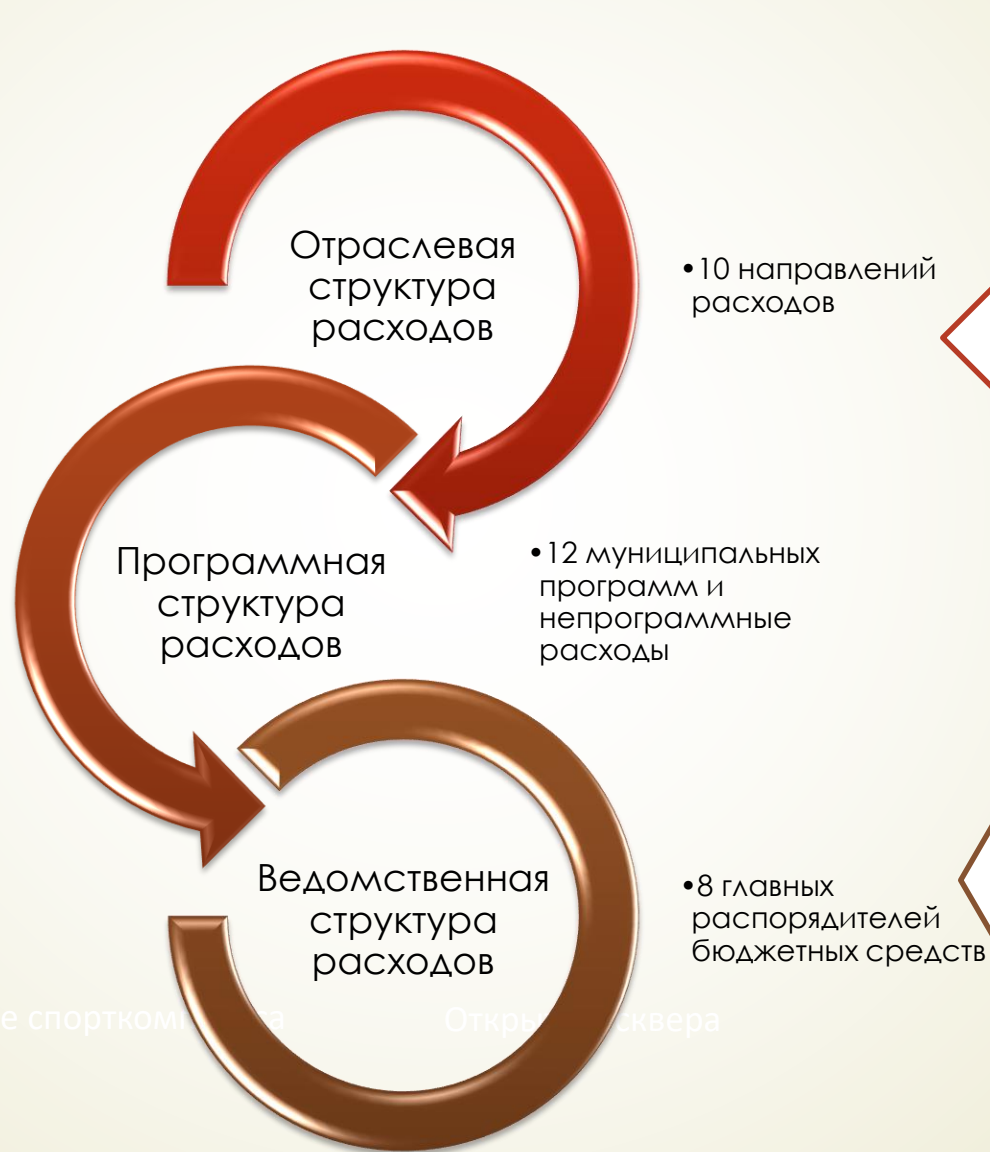 Отраслевая
структура
расходов
•10 направлений
расходов
Программная
структура
расходов
•12 муниципальных
программ и
непрограммные
расходы
Ведомственная
структура
расходов
•8 главных
распорядителей
бюджетных средств
сквера